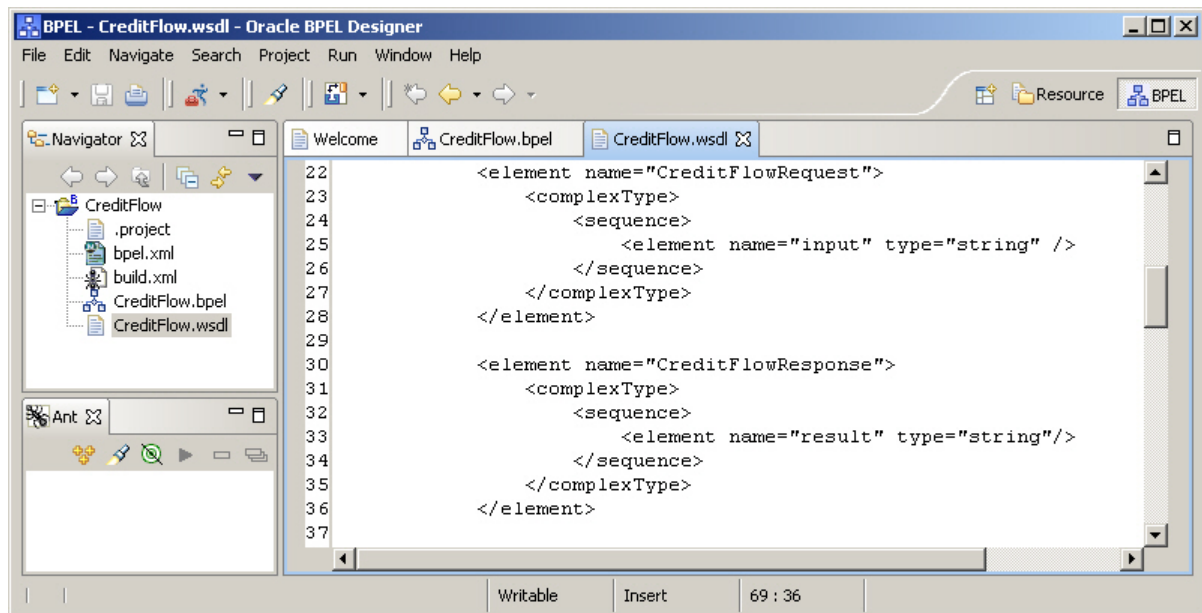 BPEL - CreditFlow.wsdl - Oracle BPEL Designer
File Edit Navigate Search Project Run Window Help
Resource BPEL
Navigator
Welcome CreditFlow.bpel CreditFlow.wsdl
CreditFlow
.project
bpel.xml
build.xml
CreditFlow.bpel
CreditFlow.wsdl
Ant
22 <element name="CreditFlowRequest">
23 <complexType>
24 <sequence>
25 <element name="input" type="string" />
26 </sequence>
27 </complexType>
28 </element>
29
30 <element name="CreditFlowResponse">
31 <complexType>
32 <sequence>
33 <element name="result" type="string"/>
34 </sequence>
35 </complexType>
36 </element>
37
Writable Insert 69 : 36